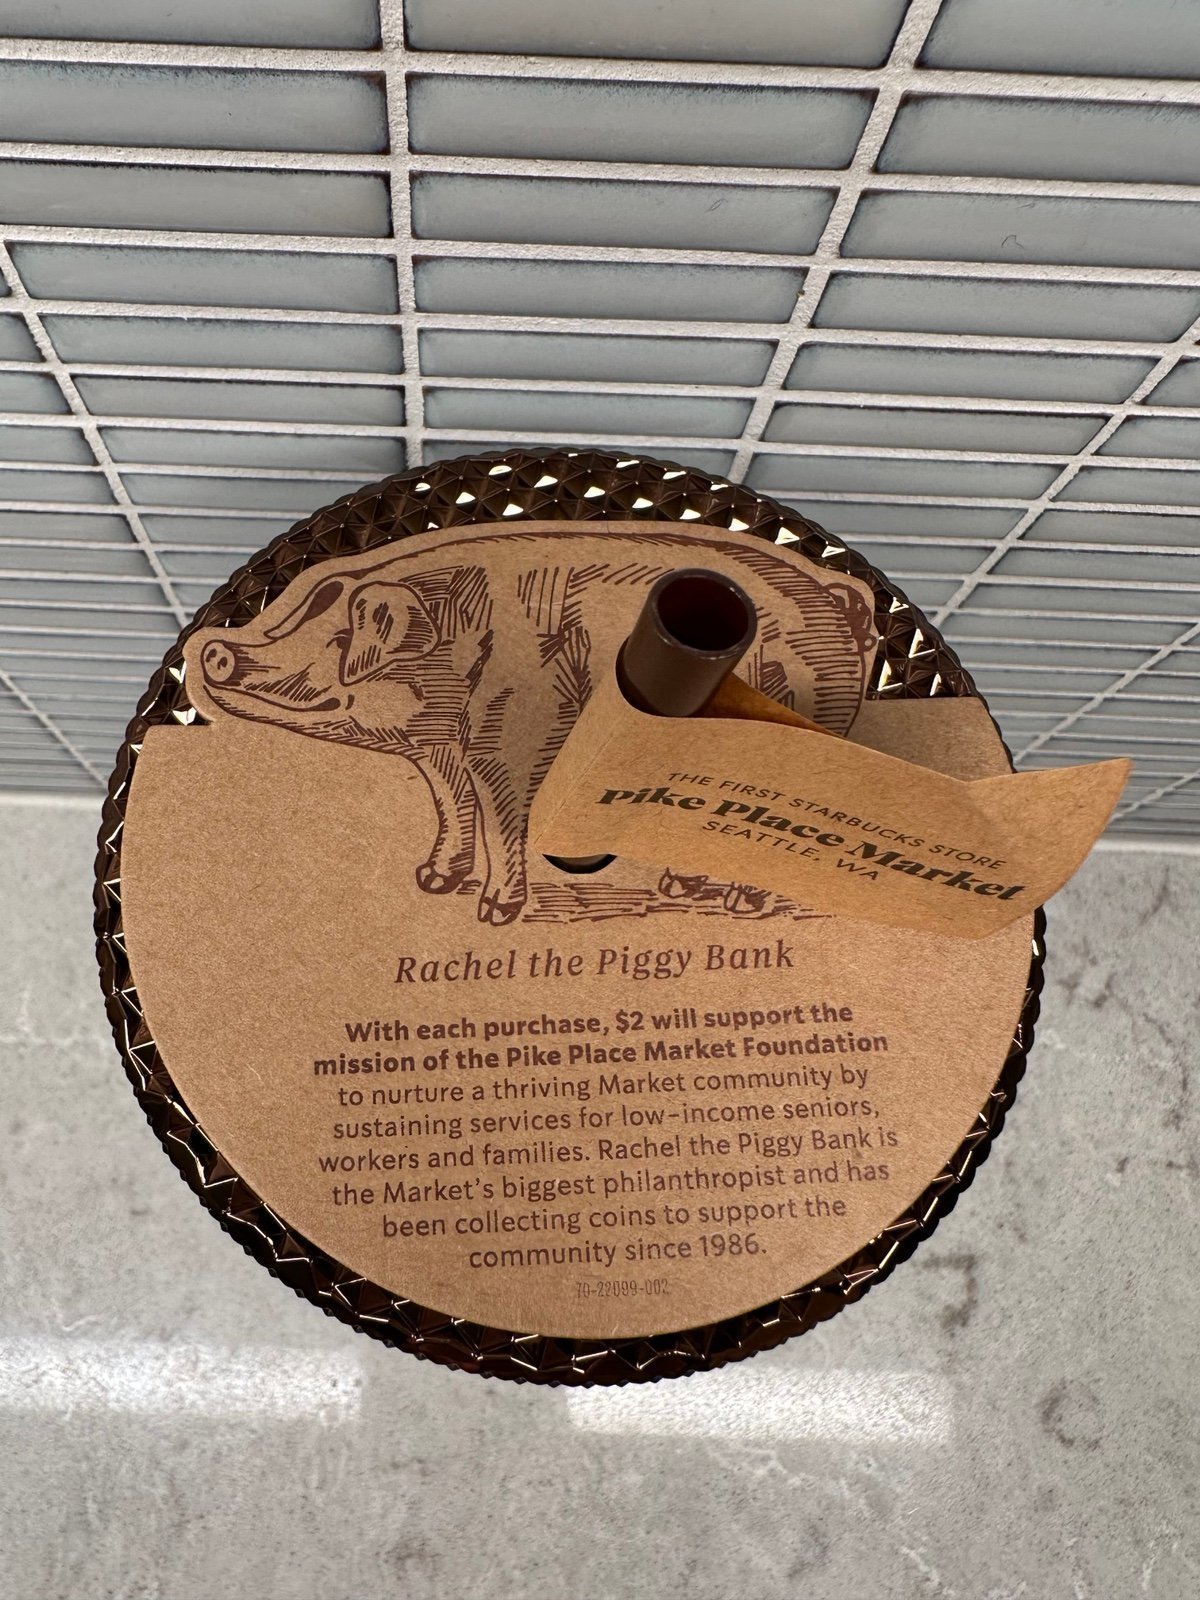 THE FIRST STARBUCKS STORE
Pike Place Market
SEATTLE, WA
Rachel the Piggy Bank
With each purchase, $2 will support the
mission of the Pike Place Market Foundation
to nurture a thriving Market community by
sustaining services for low-income seniors,
workers and families. Rachel the Piggy Bank is
the Market's biggest philanthropist and has
been collecting coins to support the
community since 1986.
70-22099-002